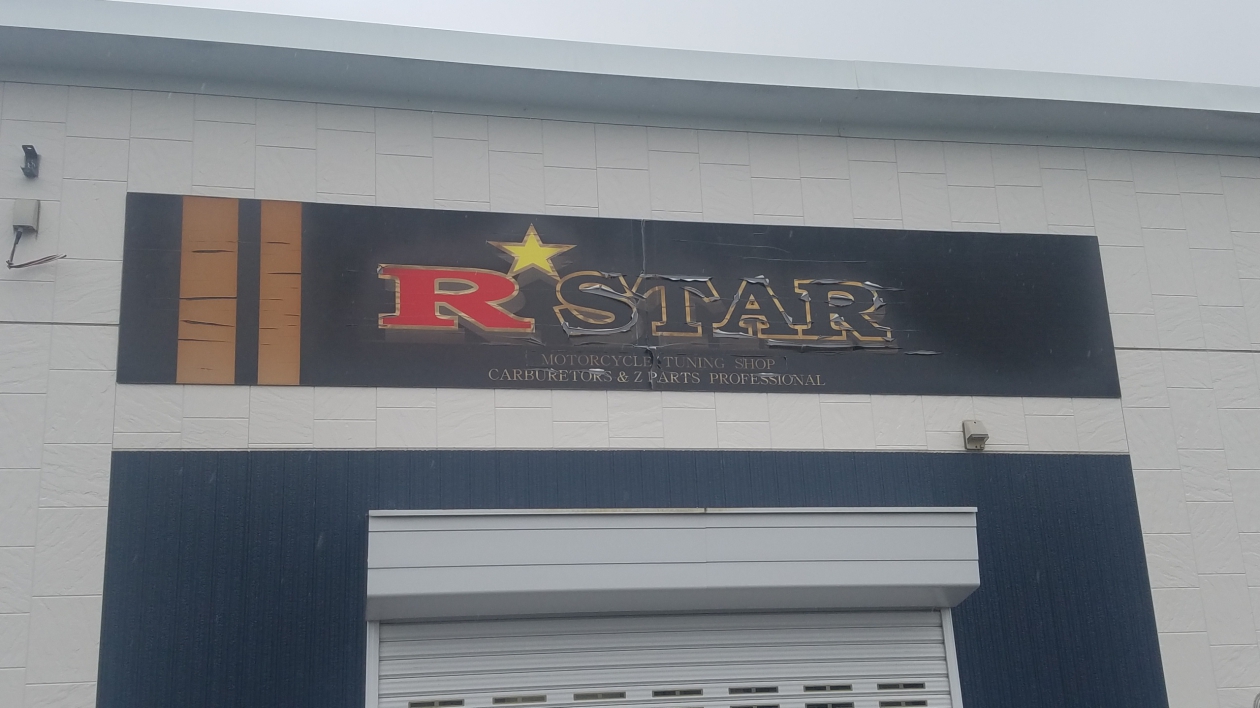 R STAR
MOTORCYCLE TUNING SHOP
CARBURETORS & Z PARTS PROFESSIONAL